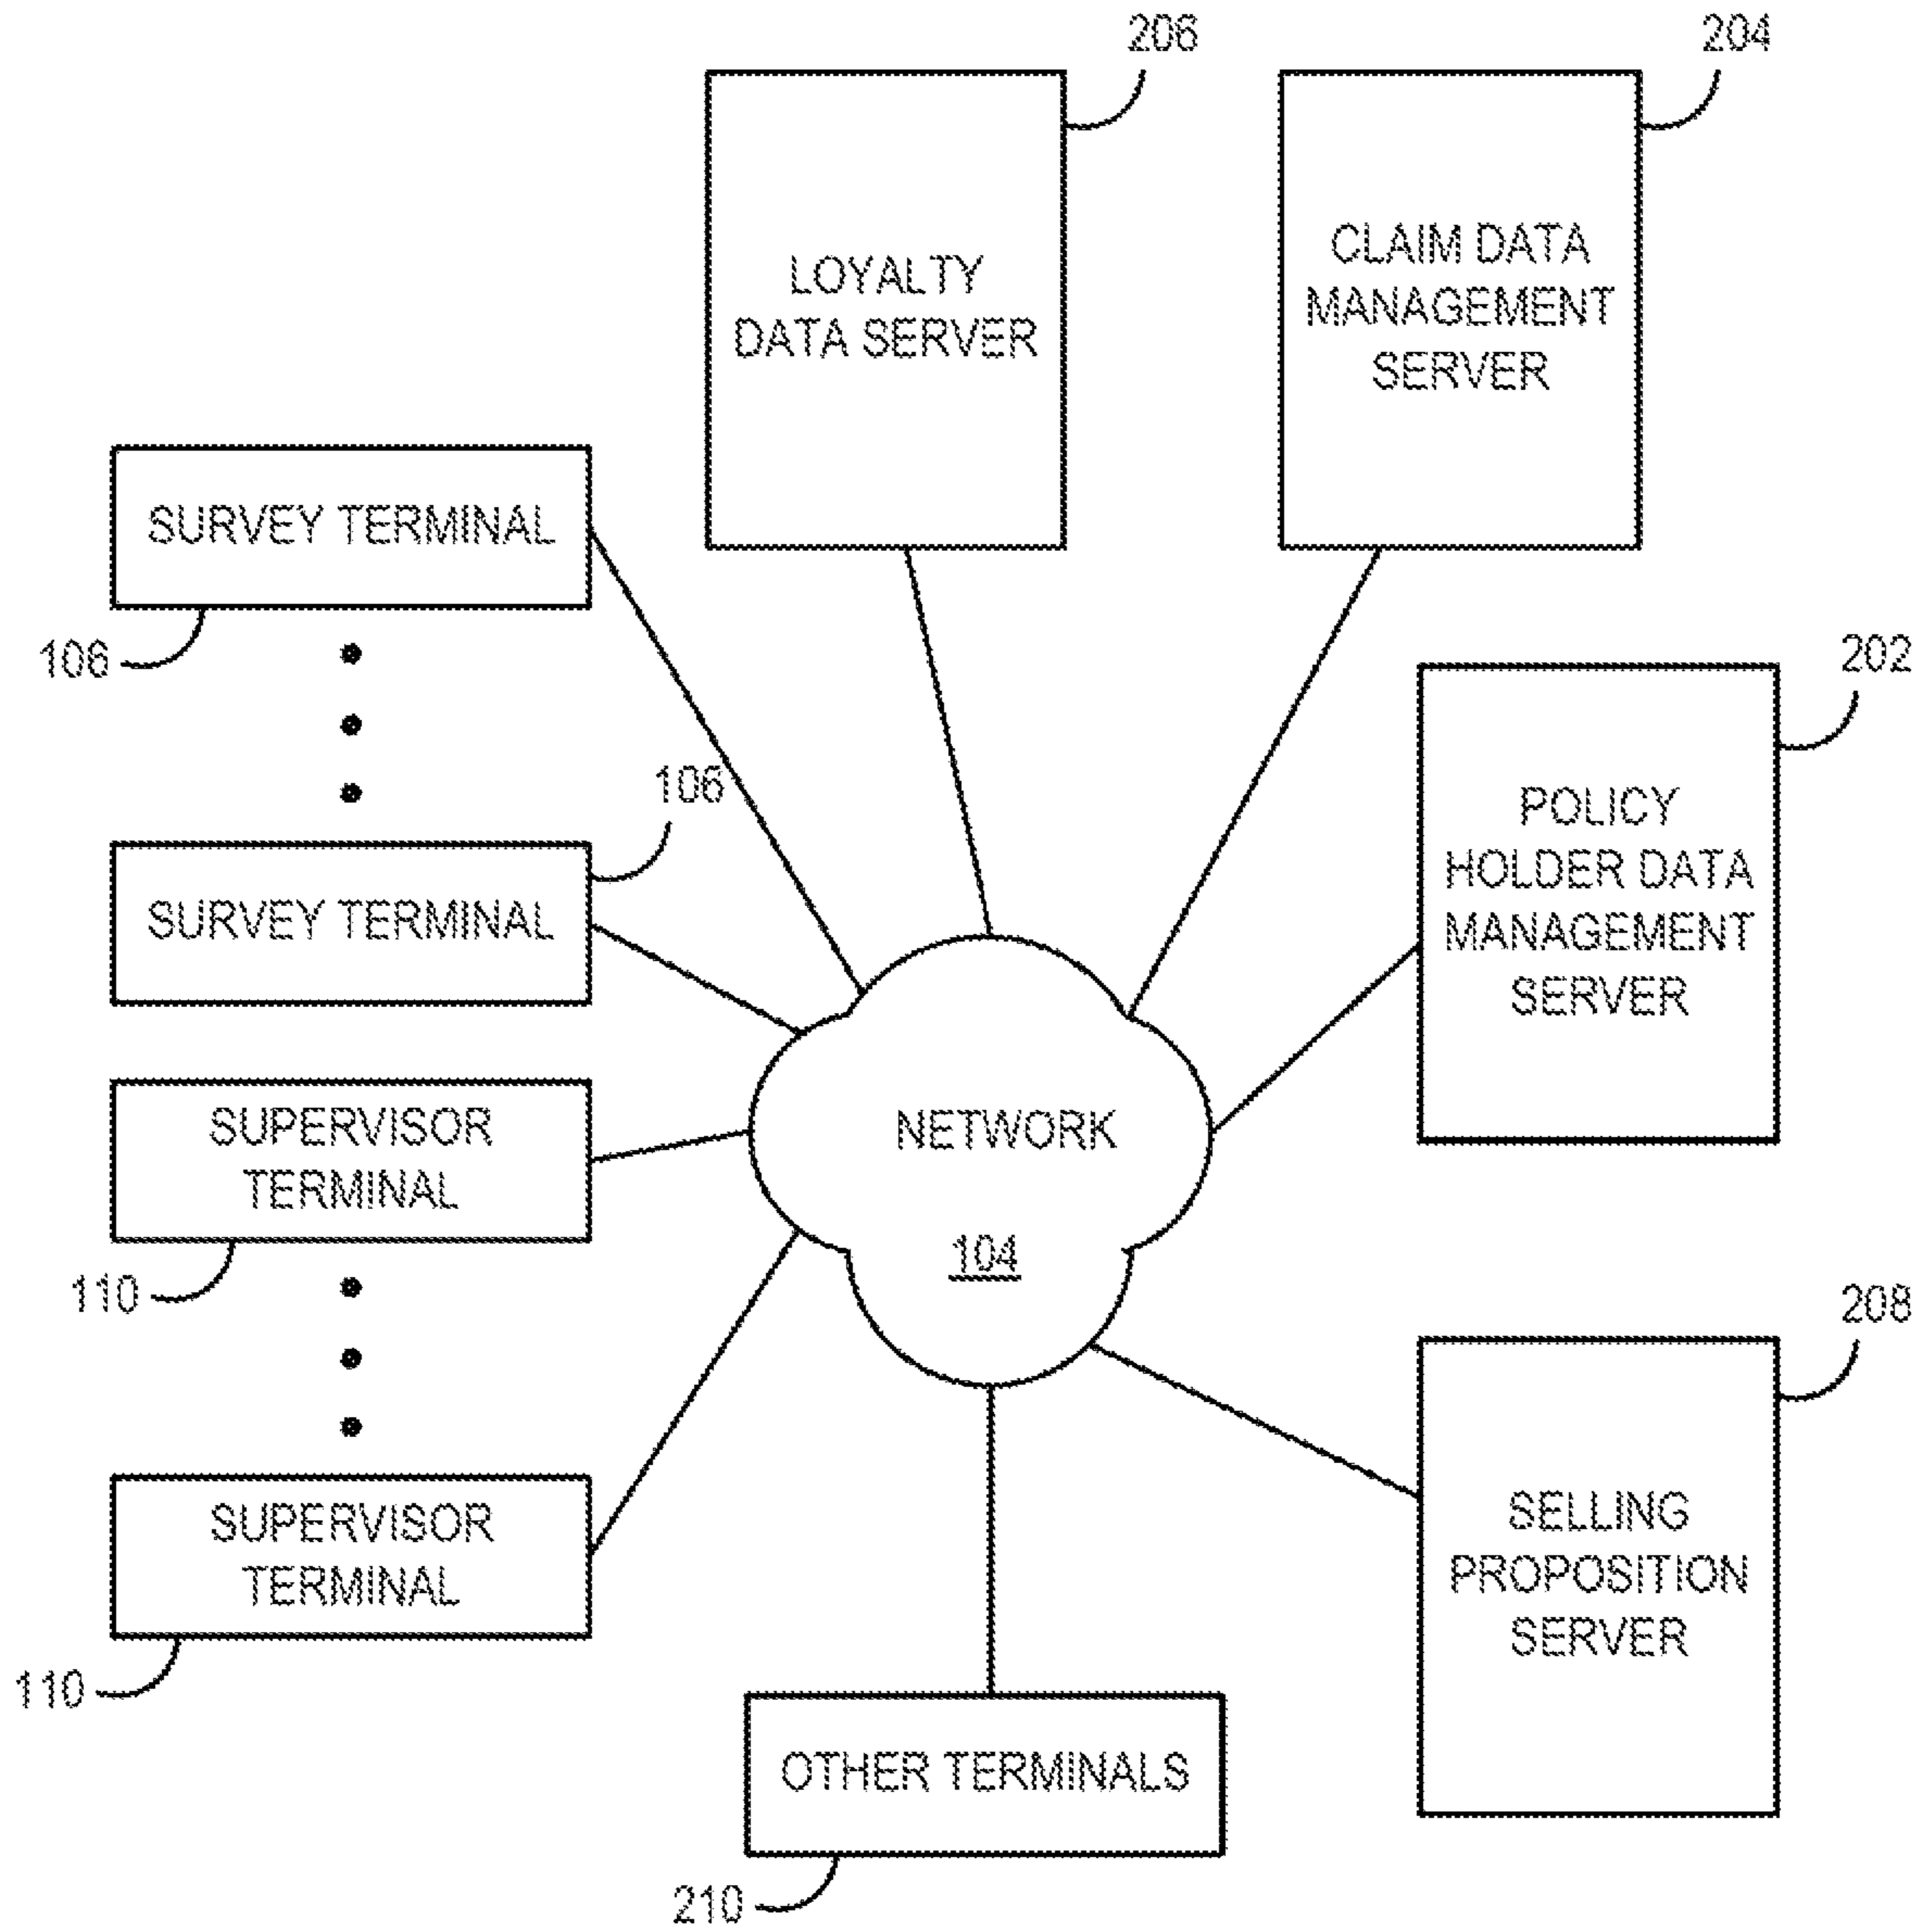 206
204
LOYALTY
DATA SERVER
CLAIM DATA
MANAGEMENT
SERVER
SURVEY TERMINAL
106
202
106
POLICY
HOLDER DATA
MANAGEMENT
SERVER
SURVEY TERMINAL
SUPERVISOR
TERMINAL
110
NETWORK
104
208
SUPERVISOR
TERMINAL
110
SELLING
PROPOSITION
SERVER
OTHER TERMINALS
210